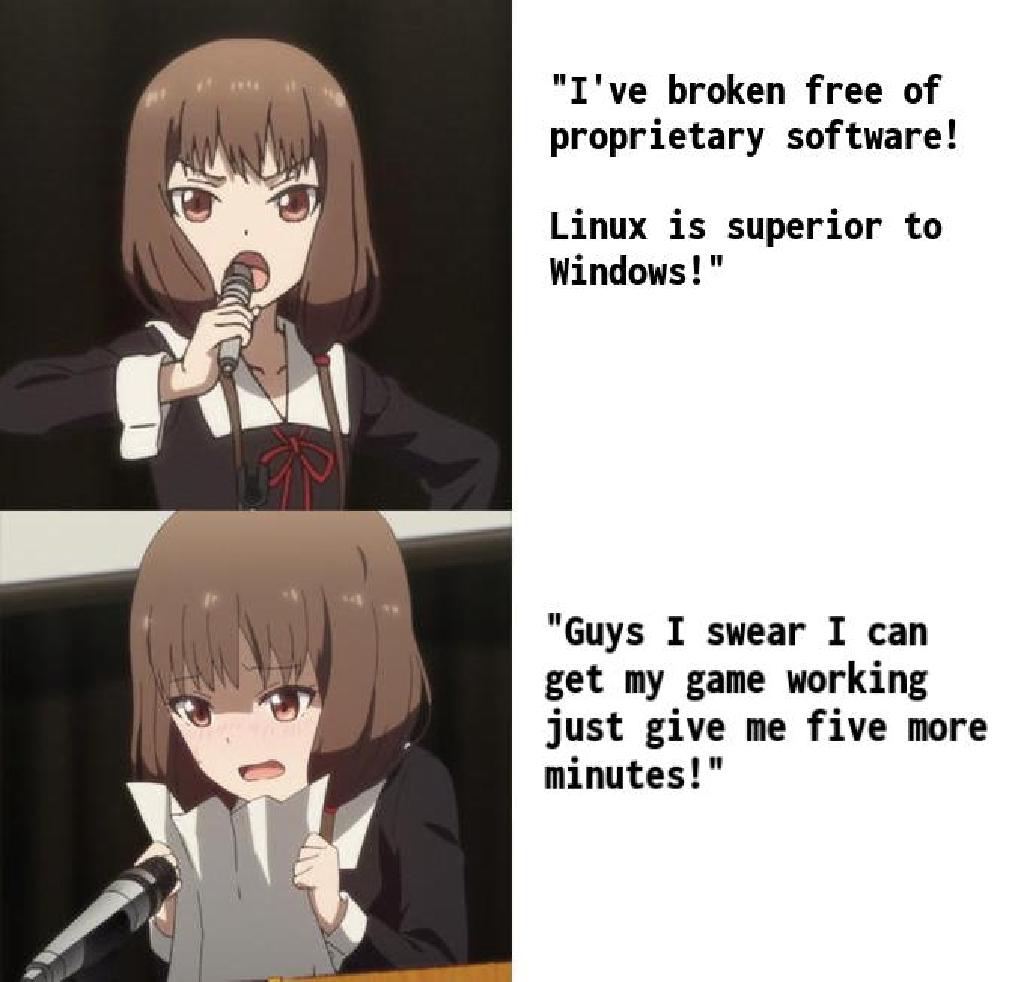 "I've broken free of
proprietary software!
Linux is superior to
Windows!"
"Guys I swear I can
get my game working
just give me five more
minutes!"